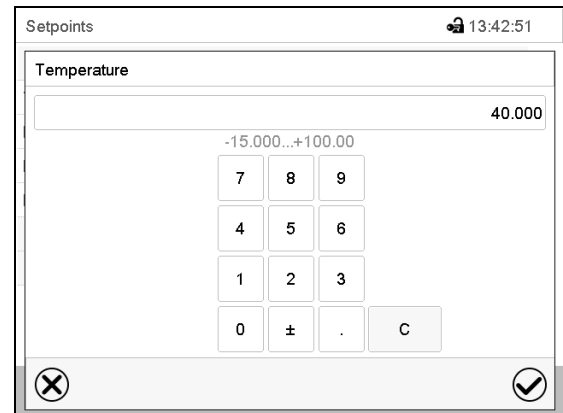 Setpoints 13:42:51
Temperature
40.000
-15.000...+100.00
7 8 9
4 5 6
1 2 3
0 ± . C